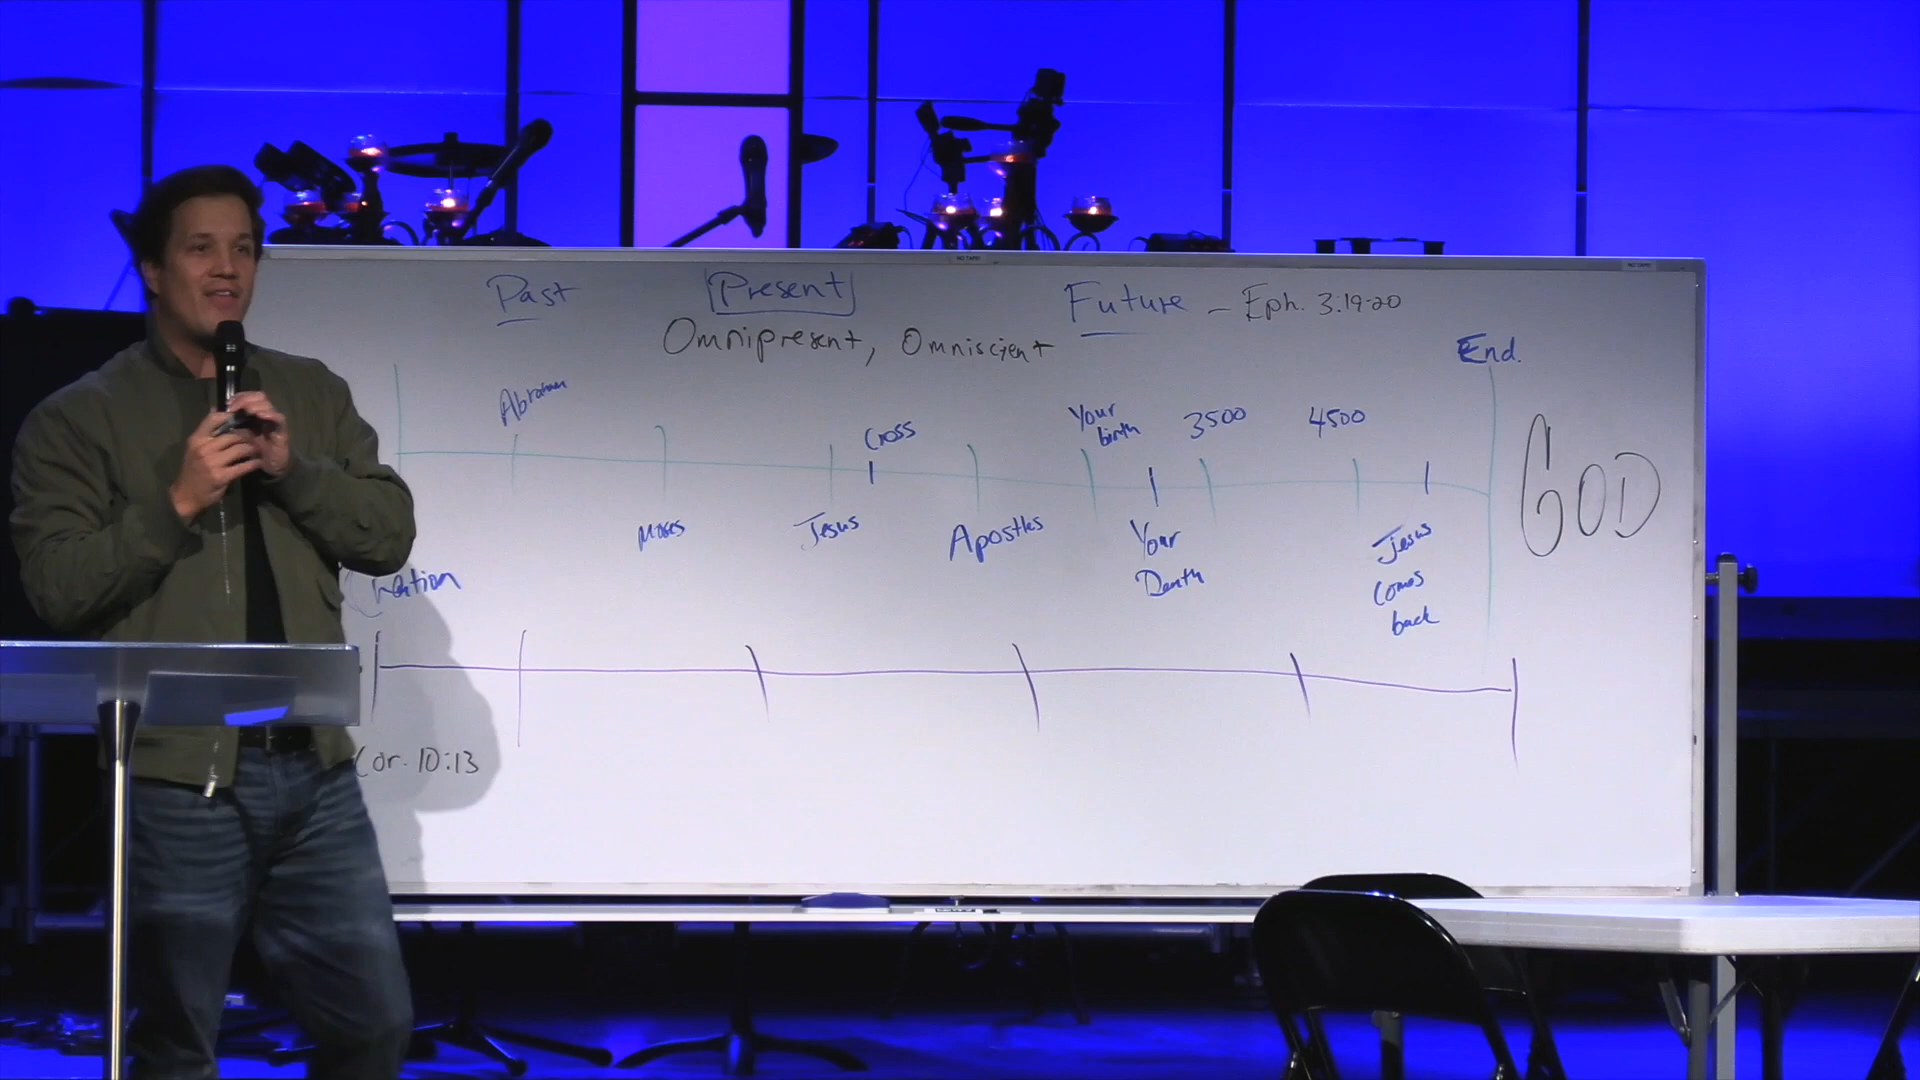 Past Present Future - Eph. 3:19-20
Omnipresent, Omniscient
End.
Abraham
Cross
Your birth
3500
4500
GOD
Moses
Jesus
Apostles
Your
Death
Jesus
comes
back
Creation
Cor. 10:13